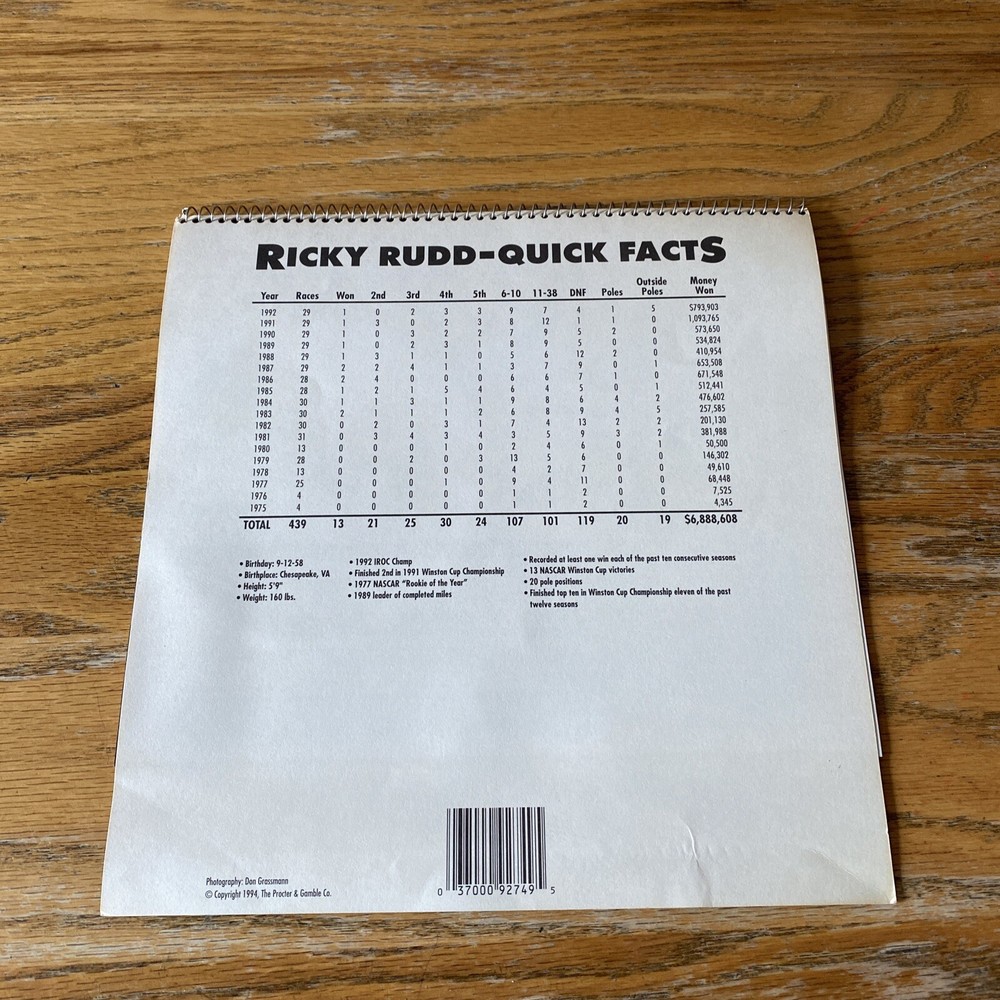 RICKY RUDD-QUICK FACTS
Year Races Won 2nd 3rd 4th 5th 6-10 11-38 DNF Poles Outside Poles Money Won
1992 29 1 0 2 3 3 9 7 4 1 5 $793,903
1991 29 1 3 0 2 3 8 12 1 1 0 1,093,765
1990 29 1 0 3 2 2 7 9 5 2 0 573,650
1989 29 1 0 2 3 1 8 9 5 0 0 534,824
1988 29 1 3 1 1 0 5 6 12 2 0 410,954
1987 29 2 2 4 1 1 3 7 9 0 1 653,508
1986 28 2 4 0 0 0 6 6 7 1 0 671,548
1985 28 1 2 1 5 4 6 4 5 0 1 512,441
1984 30 1 1 3 1 1 9 8 6 4 2 476,602
1983 30 2 1 1 1 2 6 8 9 4 5 257,585
1982 30 0 2 0 3 1 7 4 13 2 2 201,130
1981 31 0 3 4 3 4 3 5 9 3 2 381,988
1980 13 0 0 0 1 0 2 4 6 0 1 50,500
1979 28 0 0 2 0 3 13 5 6 0 0 146,302
1978 13 0 0 0 0 0 4 2 7 0 0 49,610
1977 25 0 0 0 1 0 9 4 11 0 0 68,448
1976 4 0 0 0 0 0 1 1 2 0 0 7,525
1975 4 0 0 0 0 0 1 1 2 0 0 4,345
TOTAL 439 13 21 25 30 24 107 101 119 20 19 $6,888,608
• Birthday: 9-12-58
• Birthplace: Chesapeake, VA
• Height: 5'9"
• Weight: 160 lbs.
• 1992 IROC Champ
• Finished 2nd in 1991 Winston Cup Championship
• 1977 NASCAR "Rookie of the Year"
• 1989 leader of completed miles
• Recorded at least one win each of the past ten consecutive seasons
• 13 NASCAR Winston Cup victories
• 20 pole positions
• Finished top ten in Winston Cup Championship eleven of the past
twelve seasons
Photography: Don Grassmann
© Copyright 1994, The Procter & Gamble Co.
0 37000 92749 5